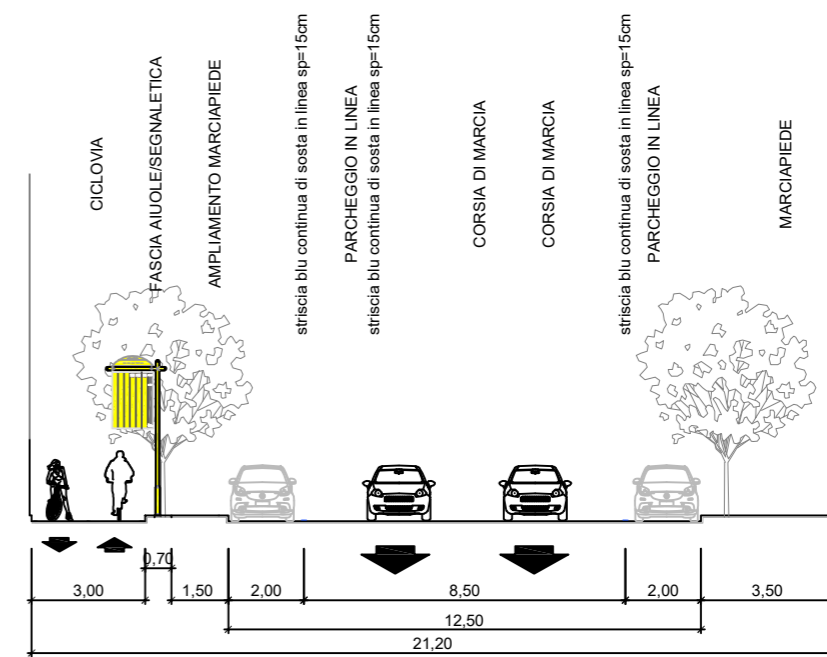 CICLOVIA
FASCIA AIUOLE/SEGNALETICA
AMPLIAMENTO MARCIAPIEDE
striscia blu continua di sosta in linea sp=15cm
PARCHEGGIO IN LINEA
striscia blu continua di sosta in linea sp=15cm
CORSIA DI MARCIA
CORSIA DI MARCIA
striscia blu continua di sosta in linea sp=15cm
PARCHEGGIO IN LINEA
MARCIAPIEDE
0,70
3,00
1,50
2,00
8,50
2,00
3,50
12,50
21,20